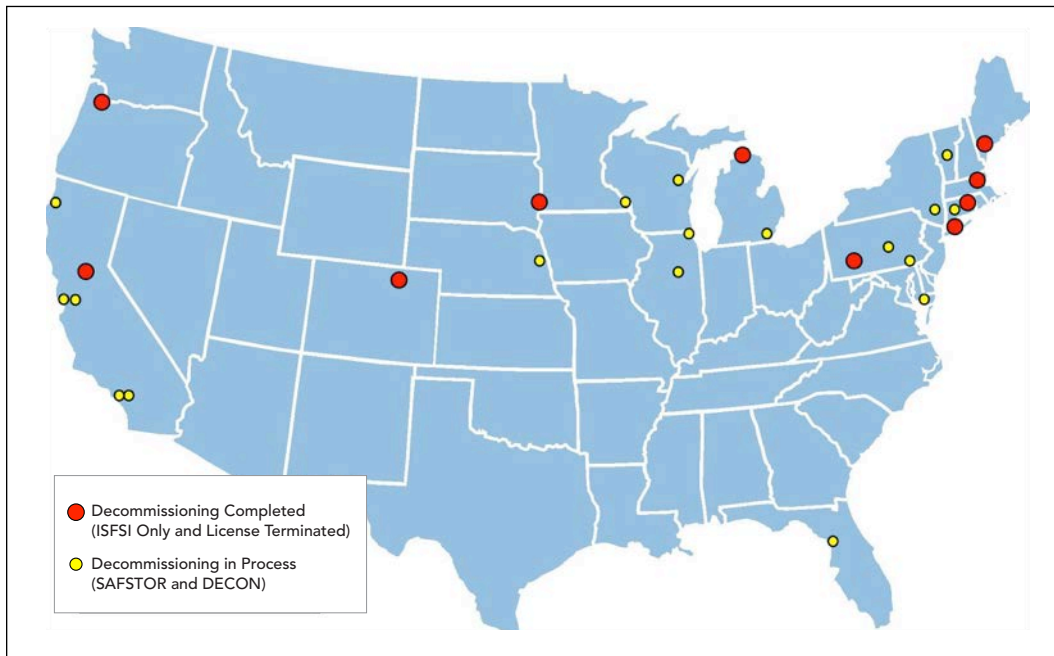 Decommissioning Completed
(ISFSI Only and License Terminated)
Decommissioning in Process
(SAFSTOR and DECON)